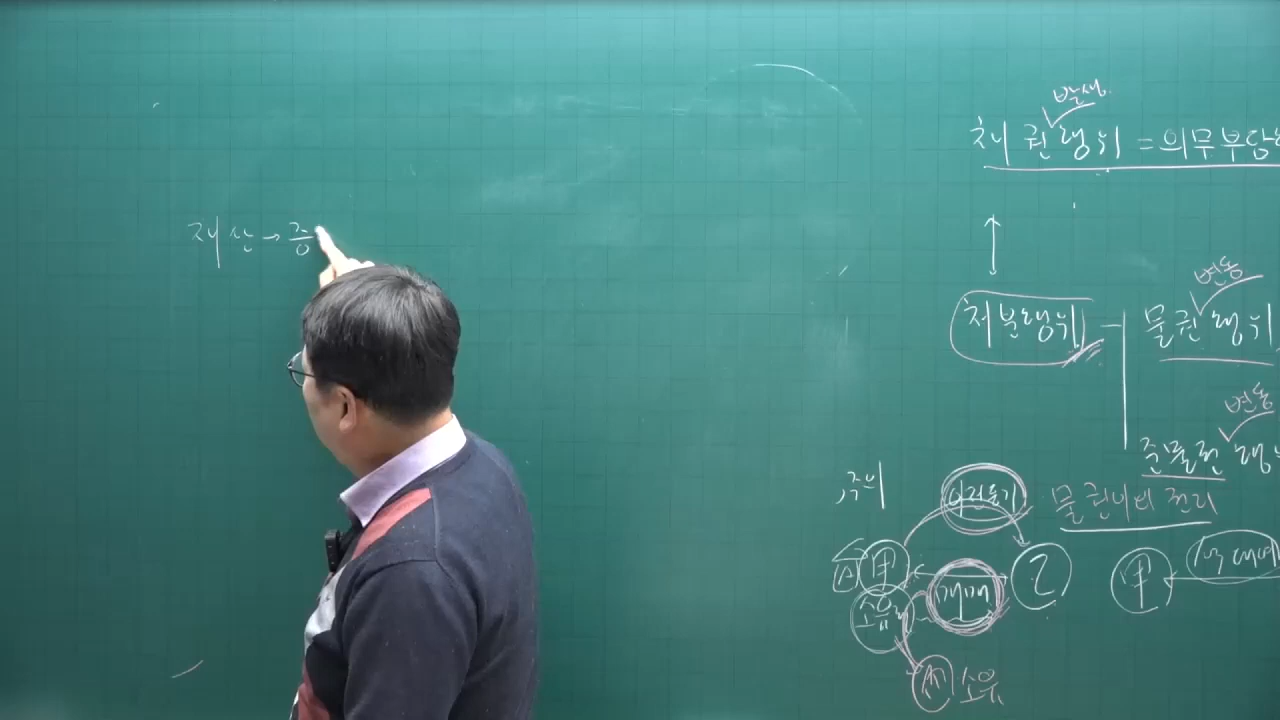 재산→증
발생
채권행위 = 의무부담
처분행위
변동
물권행위
변동
준물권행
주의
이전등기
물권이외 권리
甲
乙
甲
매매
소유
소유